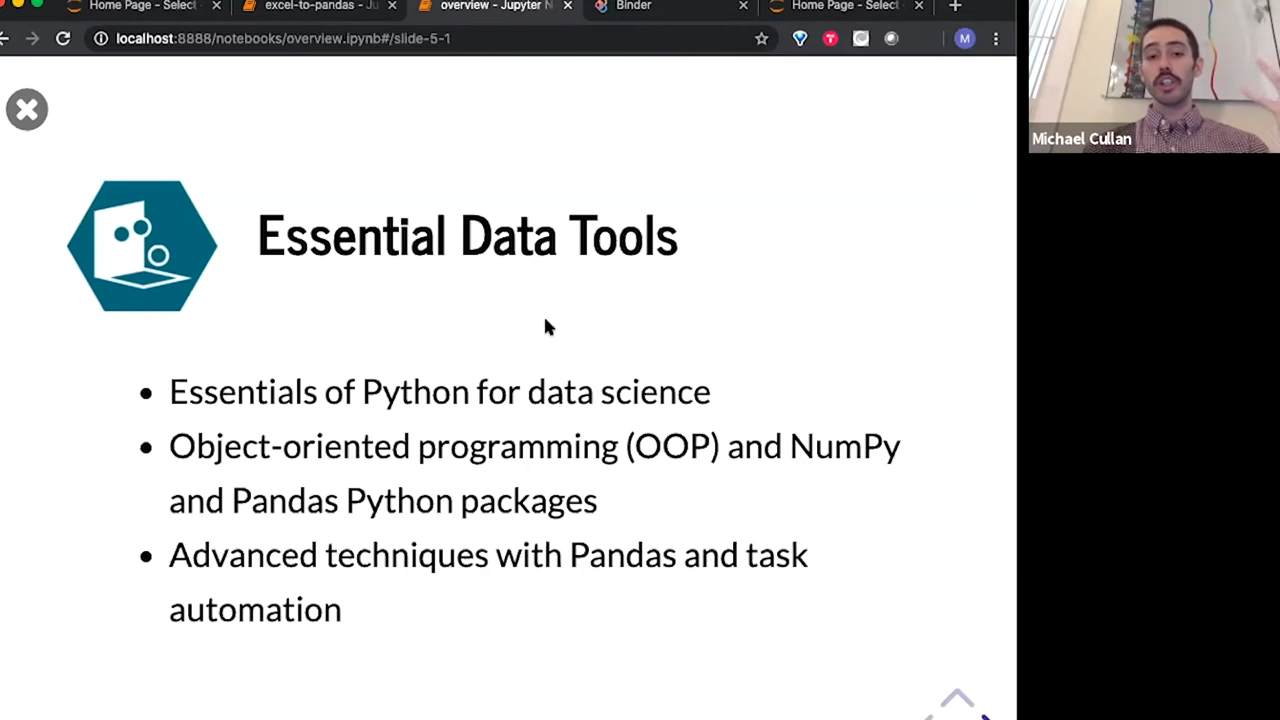 Home Page - Select
excel-to-pandas - Ju
overview - Jupyter N
Binder
Home Page - Select
localhost:8888/notebooks/overview.ipynb#/slide-5-1
M
Michael Cullan
Essential Data Tools
• Essentials of Python for data science
• Object-oriented programming (OOP) and NumPy
and Pandas Python packages
• Advanced techniques with Pandas and task
automation